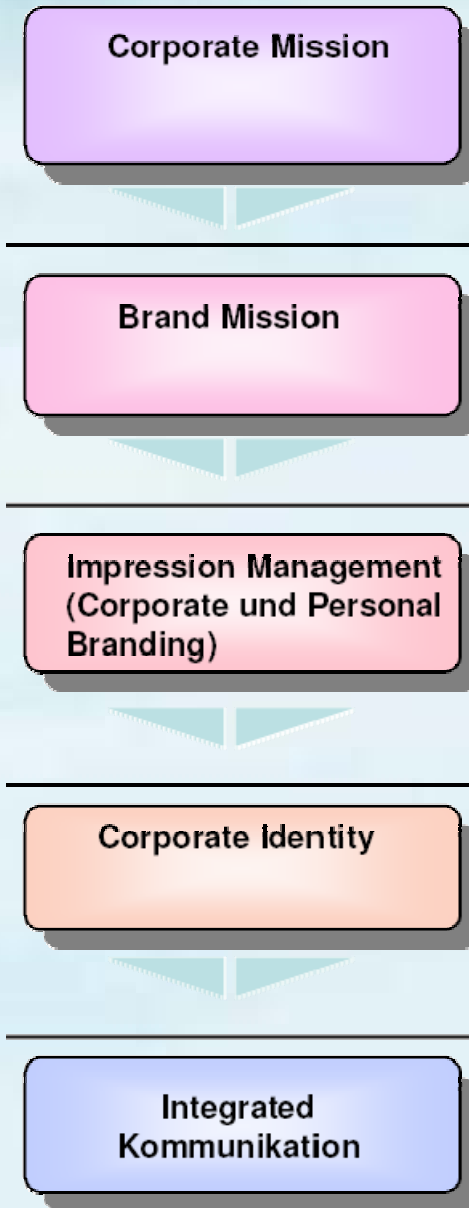 Corporate Mission
Brand Mission
Impression Management
(Corporate und Personal
Branding)
Corporate Identity
Integrated
Kommunikation